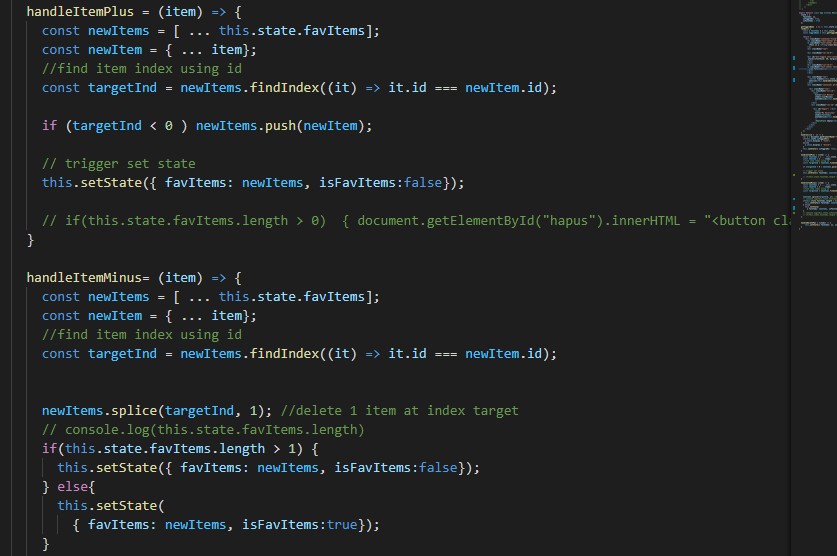 handleItemPlus = (item) => {
const newItems = [ ... this.state.favItems];
const newItem = { ... item};
//find item index using id
const targetInd = newItems.findIndex((it) => it.id === newItem.id);
if (targetInd < 0 ) newItems.push(newItem);
// trigger set state
this.setState({ favItems: newItems, isFavItems:false});
// if(this.state.favItems.length > 0)  { document.getElementById("hapus").innerHTML = "<button cl
}
handleItemMinus= (item) => {
const newItems = [ ... this.state.favItems];
const newItem = { ... item};
//find item index using id
const targetInd = newItems.findIndex((it) => it.id === newItem.id);
newItems.splice(targetInd, 1); //delete 1 item at index target
// console.log(this.state.favItems.length)
if(this.state.favItems.length > 1) {
this.setState({ favItems: newItems, isFavItems:false});
} else{
this.setState(
{ favItems: newItems, isFavItems:true});
}